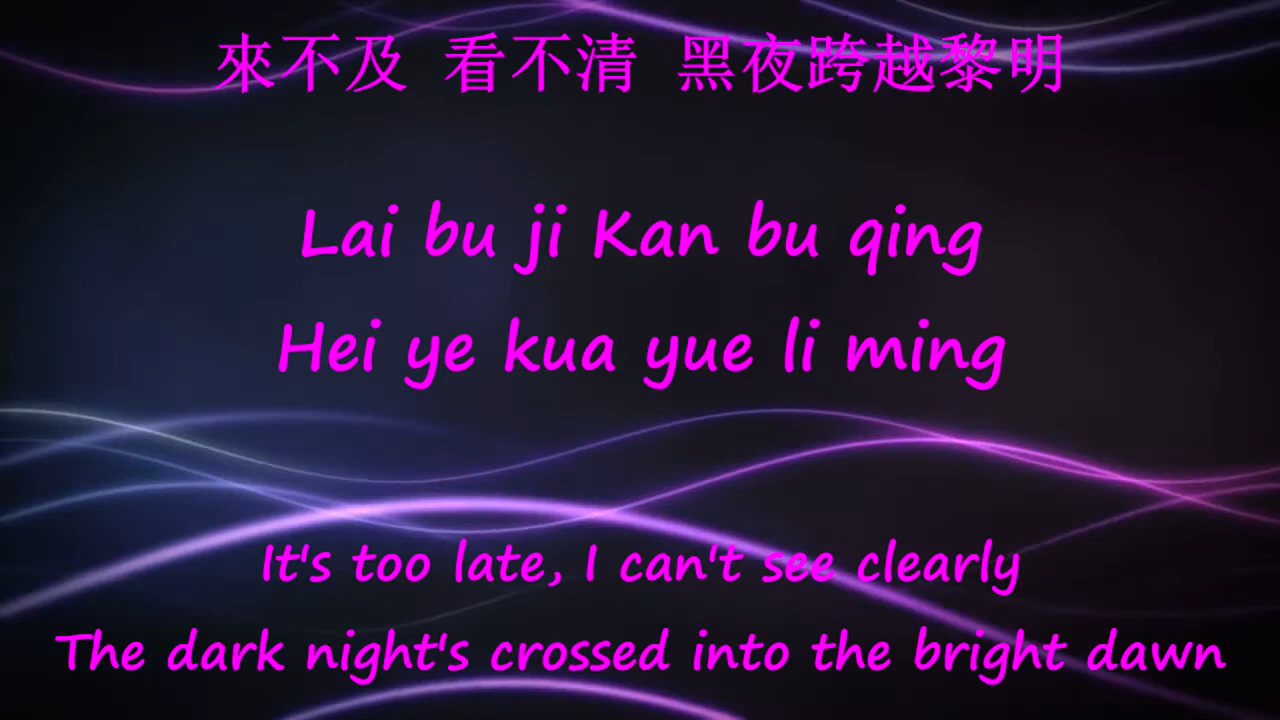 來不及 看不清 黑夜跨越黎明
Lai bu ji Kan bu qing
Hei ye kua yue li ming
It's too late, I can't see clearly
The dark night's crossed into the bright dawn